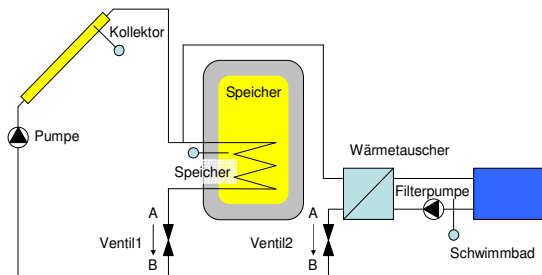 Kollektor
Speicher
Pumpe
Speicher
Wärmetauscher
Filterpumpe
A
A
Ventil1
Ventil2
B
B
Schwimmbad